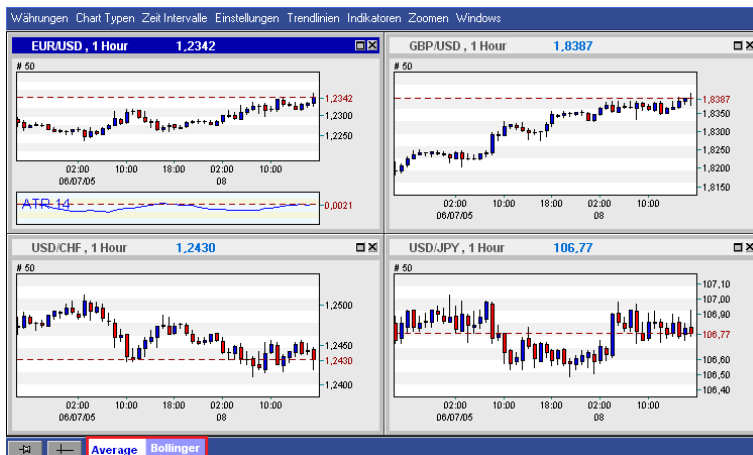 Währungen Chart Typen Zeit Intervalle Einstellungen Trendlinien Indikatoren Zoomen Windows
EUR/USD , 1 Hour 1,2342
# 50
1,2342
1,2300
1,2250
02:00 10:00 18:00 02:00 10:00
06/07/05 08
ATR 14
0,0021
GBP/USD , 1 Hour 1,8387
# 50
1,8387
1,8350
1,8300
1,8250
1,8200
1,8150
02:00 10:00 18:00 02:00 10:00
06/07/05 08
USD/CHF , 1 Hour 1,2430
# 50
1,2500
1,2450
1,2430
1,2400
02:00 10:00 18:00 02:00 10:00
06/07/05 08
USD/JPY , 1 Hour 106,77
# 50
107,10
107,00
106,90
106,77
106,60
106,50
106,40
02:00 10:00 18:00 02:00 10:00
06/07/05 08
Average Bollinger